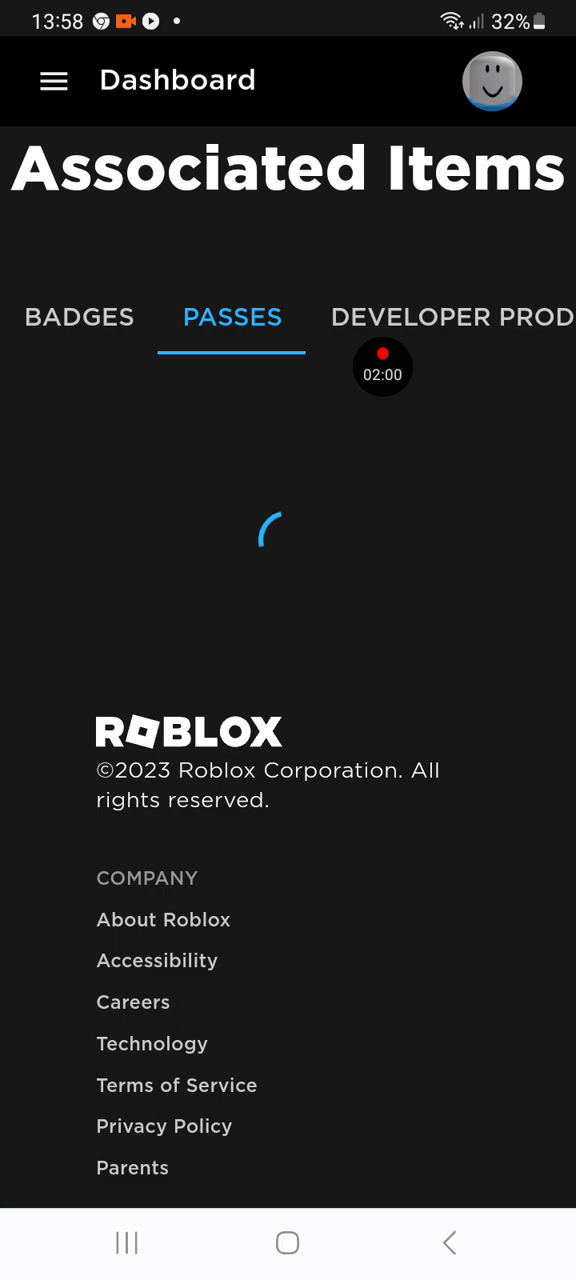 13:58 32%
Dashboard
Associated Items
BADGES PASSES DEVELOPER PROD
02:00
ROBLOX
©2023 Roblox Corporation. All
rights reserved.
COMPANY
About Roblox
Accessibility
Careers
Technology
Terms of Service
Privacy Policy
Parents